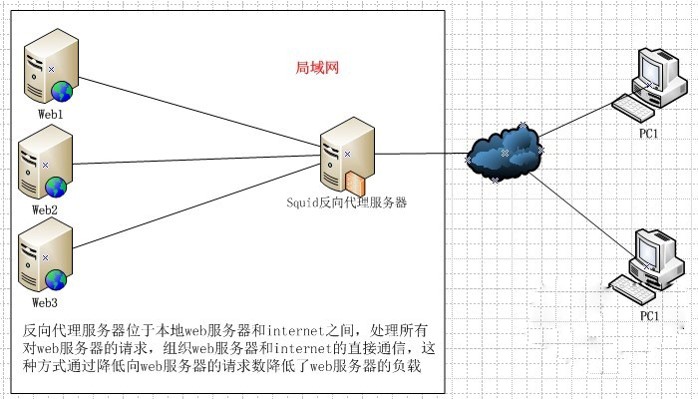 局域网
Web1
Web2
Web3
Squid反向代理服务器
PC1
PC1
反向代理服务器位于本地web服务器和internet之间，处理所有
对web服务器的请求，组织web服务器和internet的直接通信，这
种方式通过降低向web服务器的请求数降低了web服务器的负载